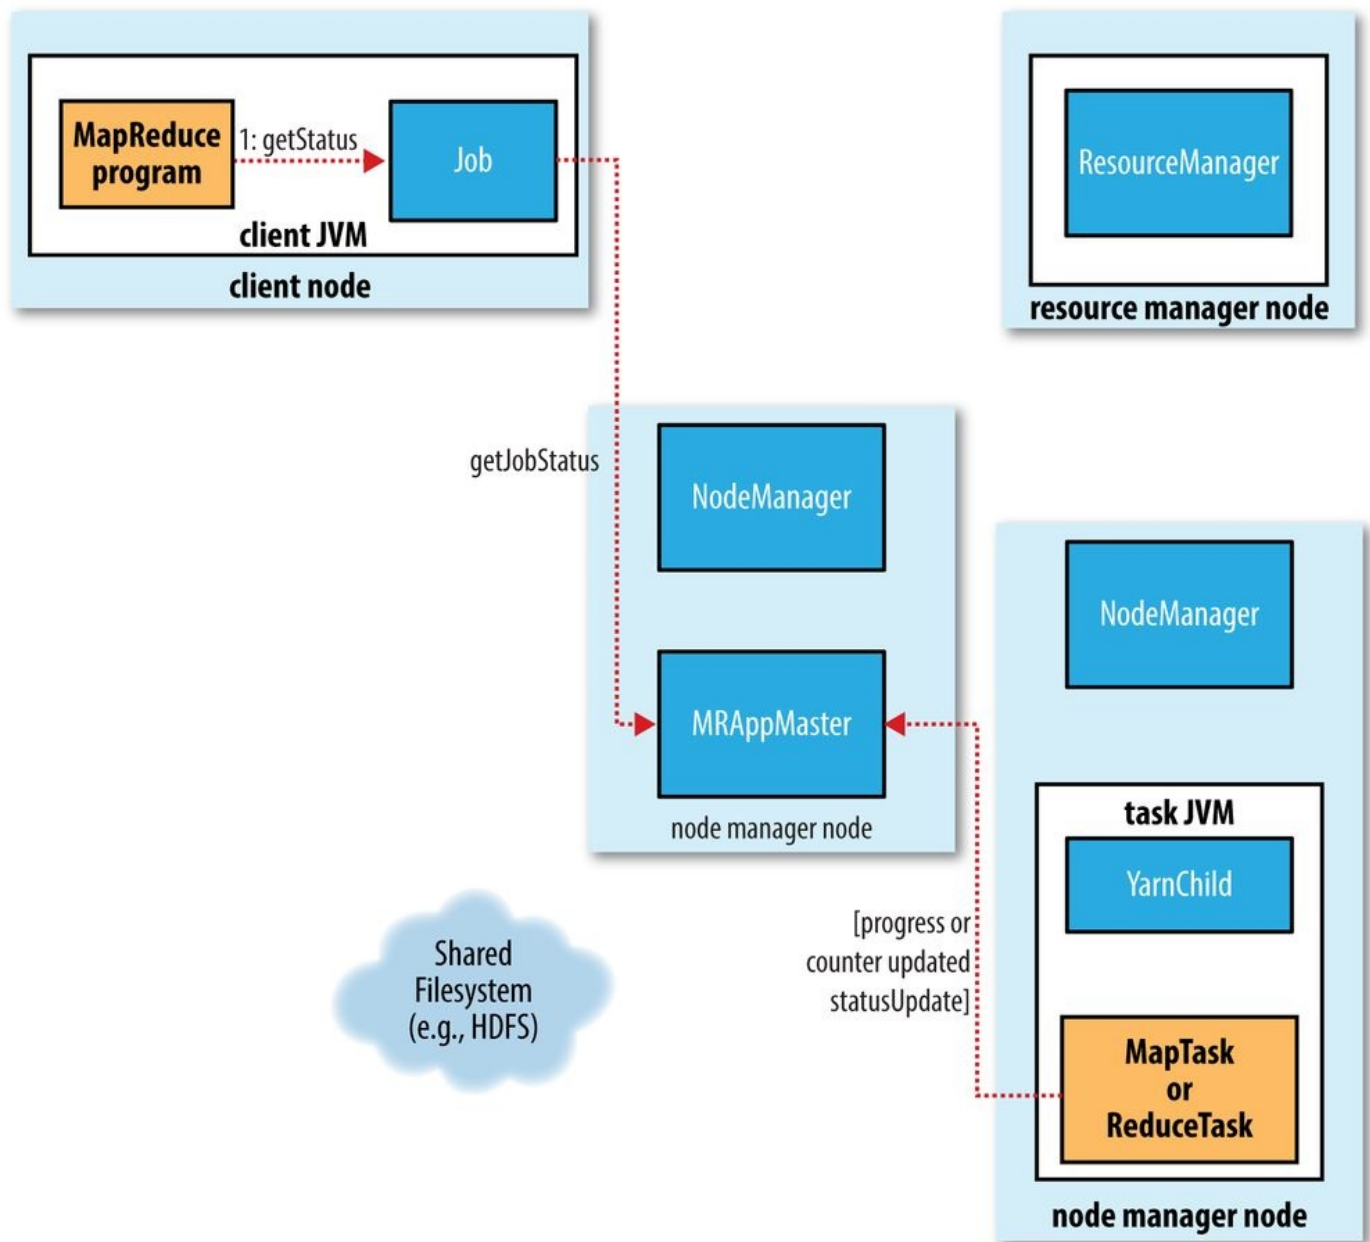 MapReduce
program
1: getStatus
Job
client JVM
client node
ResourceManager
resource manager node
getJobStatus
NodeManager
MRAppMaster
node manager node
NodeManager
task JVM
YarnChild
[progress or
counter updated
statusUpdate]
MapTask
or
ReduceTask
node manager node
Shared
Filesystem
(e.g., HDFS)